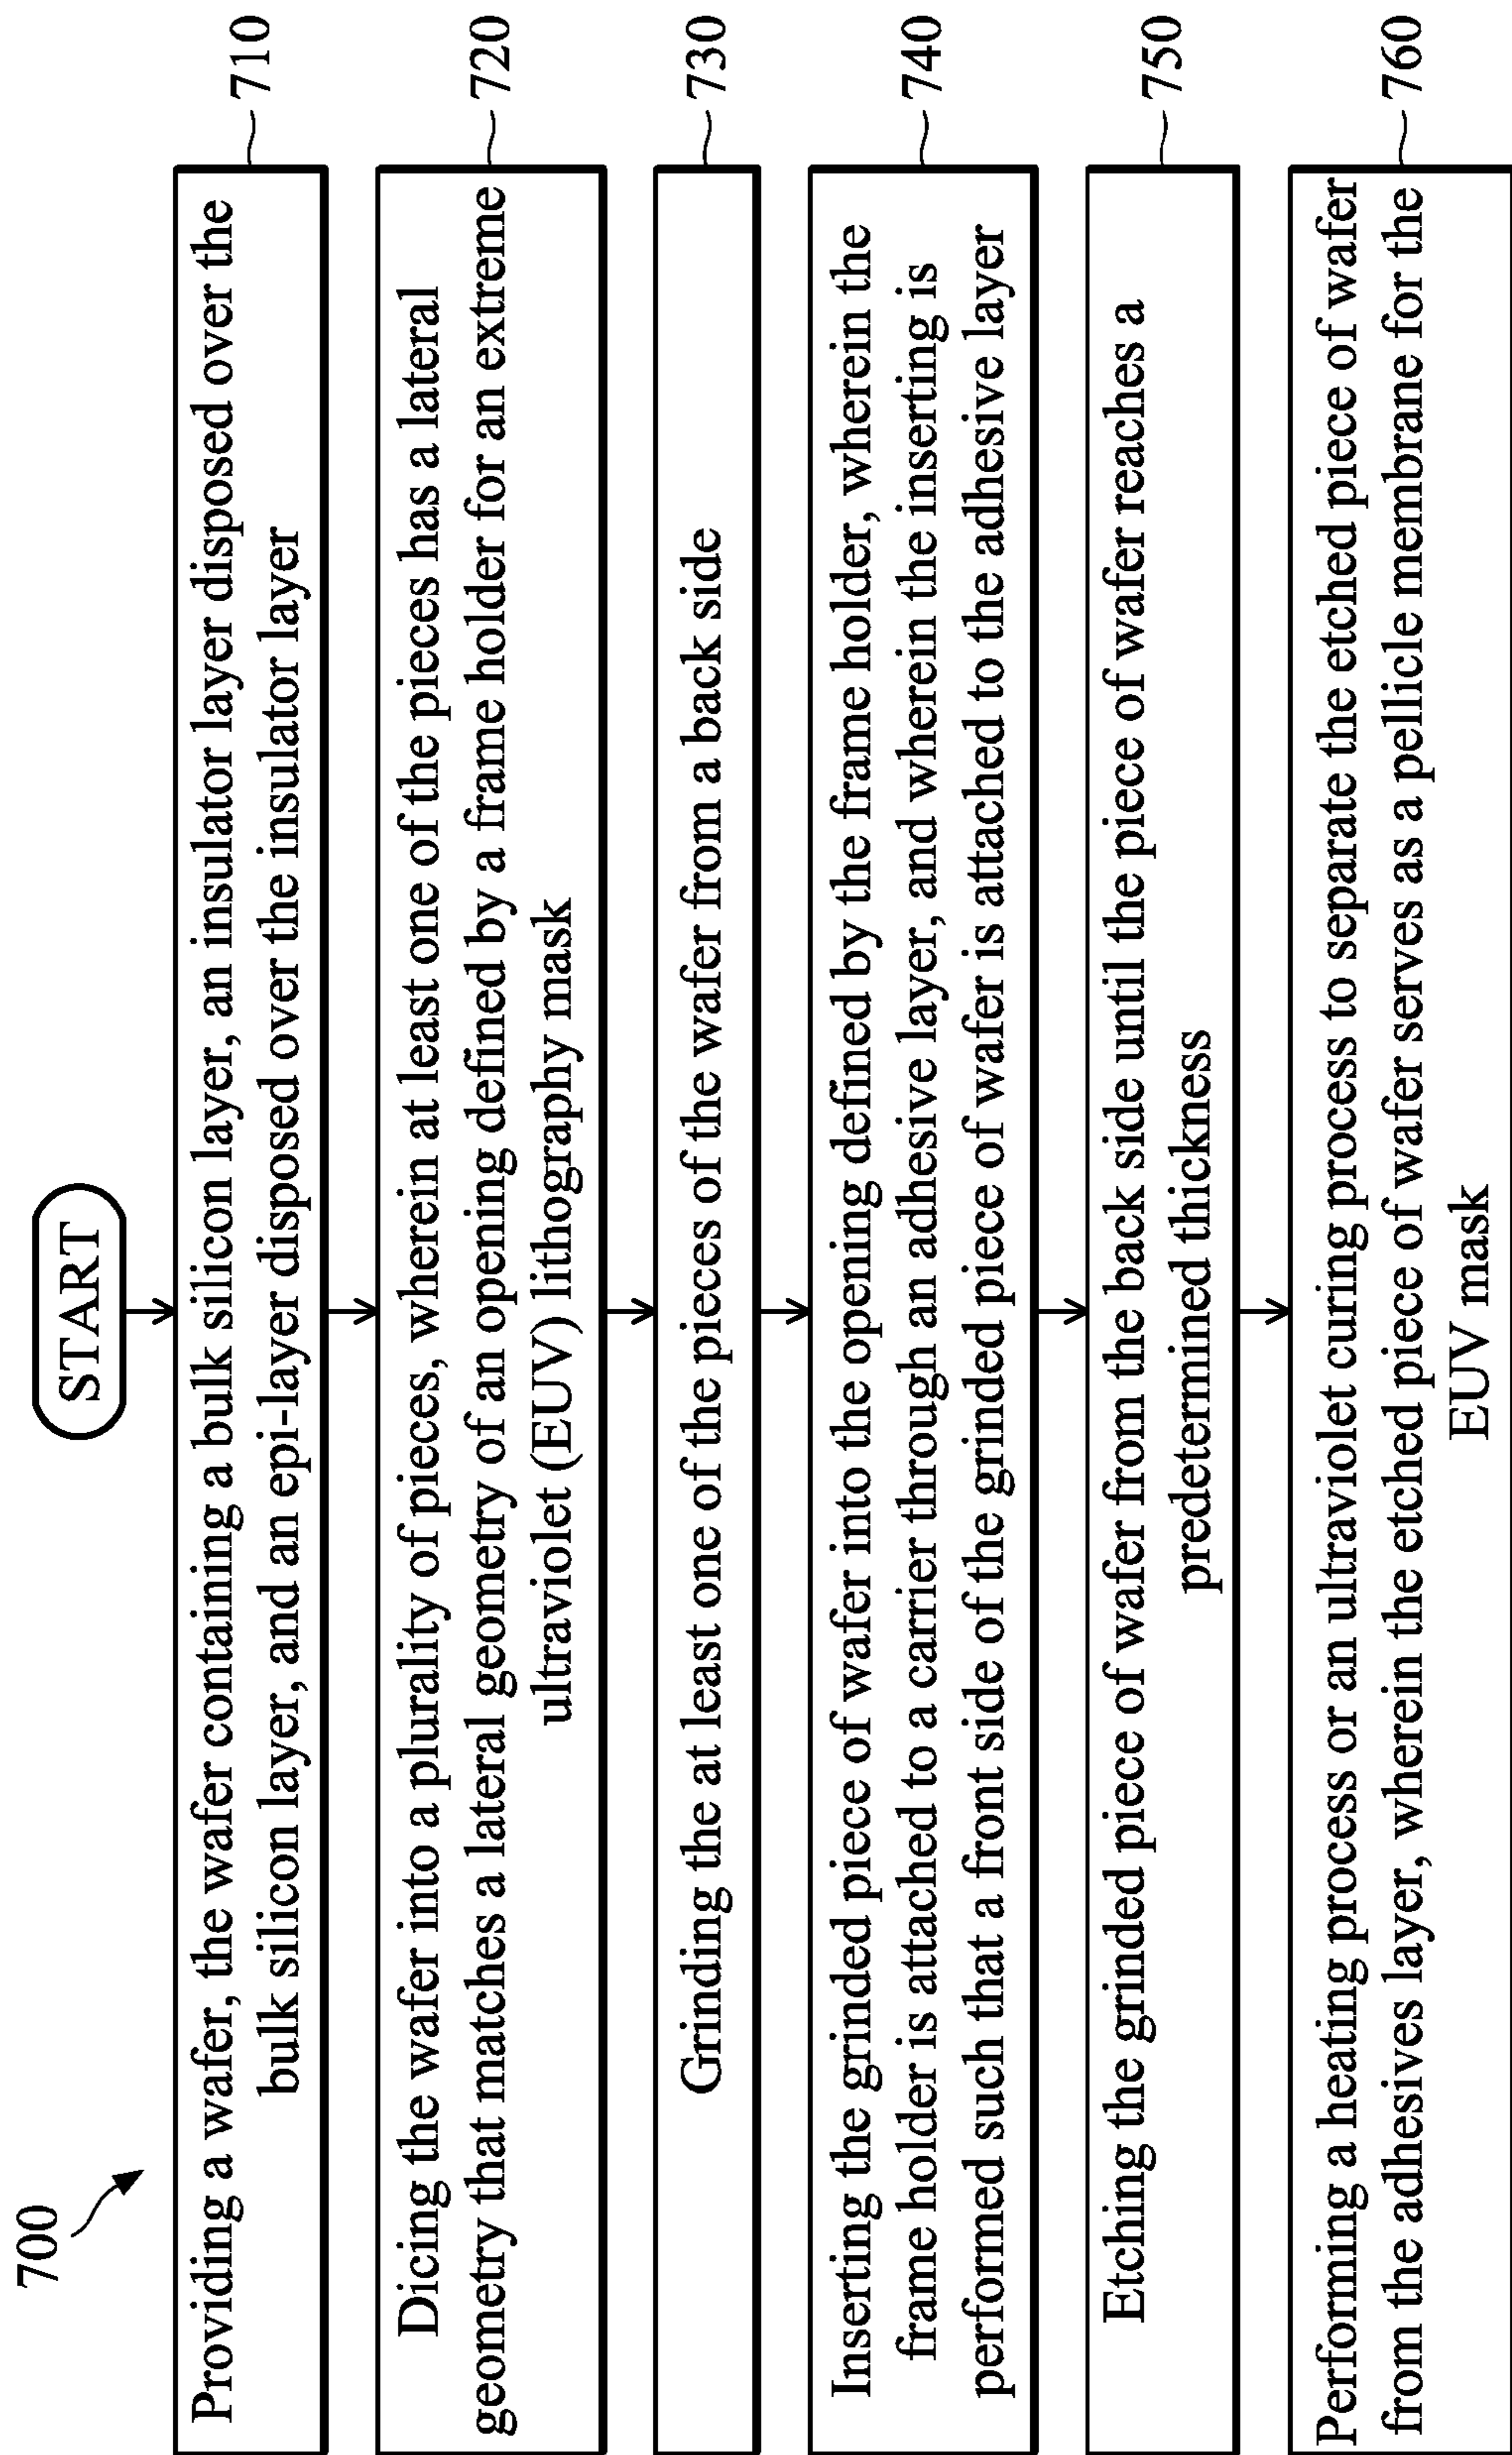 700
START
Providing a wafer, the wafer containing a bulk silicon layer, an insulator layer disposed over the
bulk silicon layer, and an epi-layer disposed over the insulator layer
710
Dicing the wafer into a plurality of pieces, wherein at least one of the pieces has a lateral
geometry that matches a lateral geometry of an opening defined by a frame holder for an extreme
ultraviolet (EUV) lithography mask
720
Grinding the at least one of the pieces of the wafer from a back side
730
Inserting the grinded piece of wafer into the opening defined by the frame holder, wherein the
frame holder is attached to a carrier through an adhesive layer, and wherein the inserting is
performed such that a front side of the grinded piece of wafer is attached to the adhesive layer
740
Etching the grinded piece of wafer from the back side until the piece of wafer reaches a
predetermined thickness
750
Performing a heating process or an ultraviolet curing process to separate the etched piece of wafer
from the adhesives layer, wherein the etched piece of wafer serves as a pellicle membrane for the
EUV mask
760